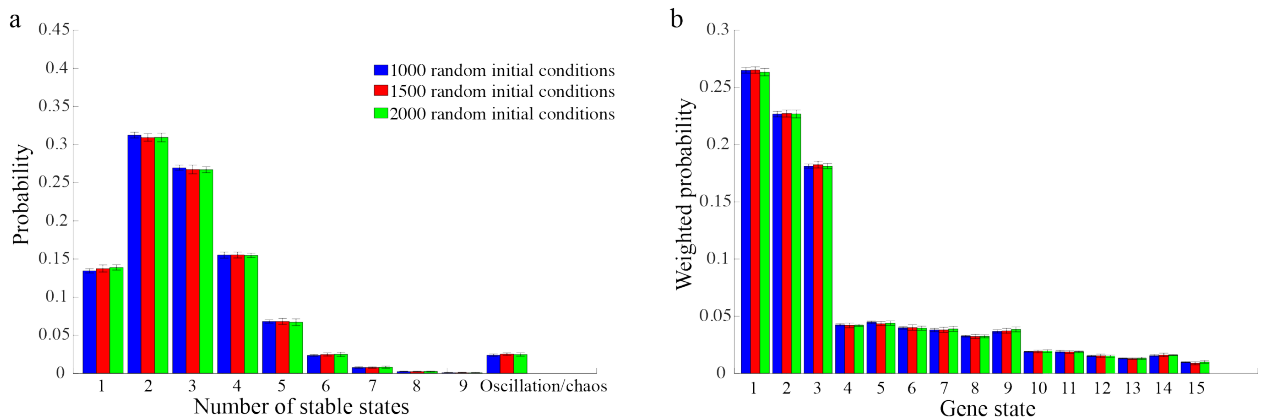 a
0.45
0.4
0.35
0.3
0.25
0.2
0.15
0.1
0.05
0
Probability
1000 random initial conditions
1500 random initial conditions
2000 random initial conditions
1 2 3 4 5 6 7 8 9 Oscillation/chaos
Number of stable states
b
0.3
0.25
0.2
0.15
0.1
0.05
0
Weighted probability
1 2 3 4 5 6 7 8 9 10 11 12 13 14 15
Gene state